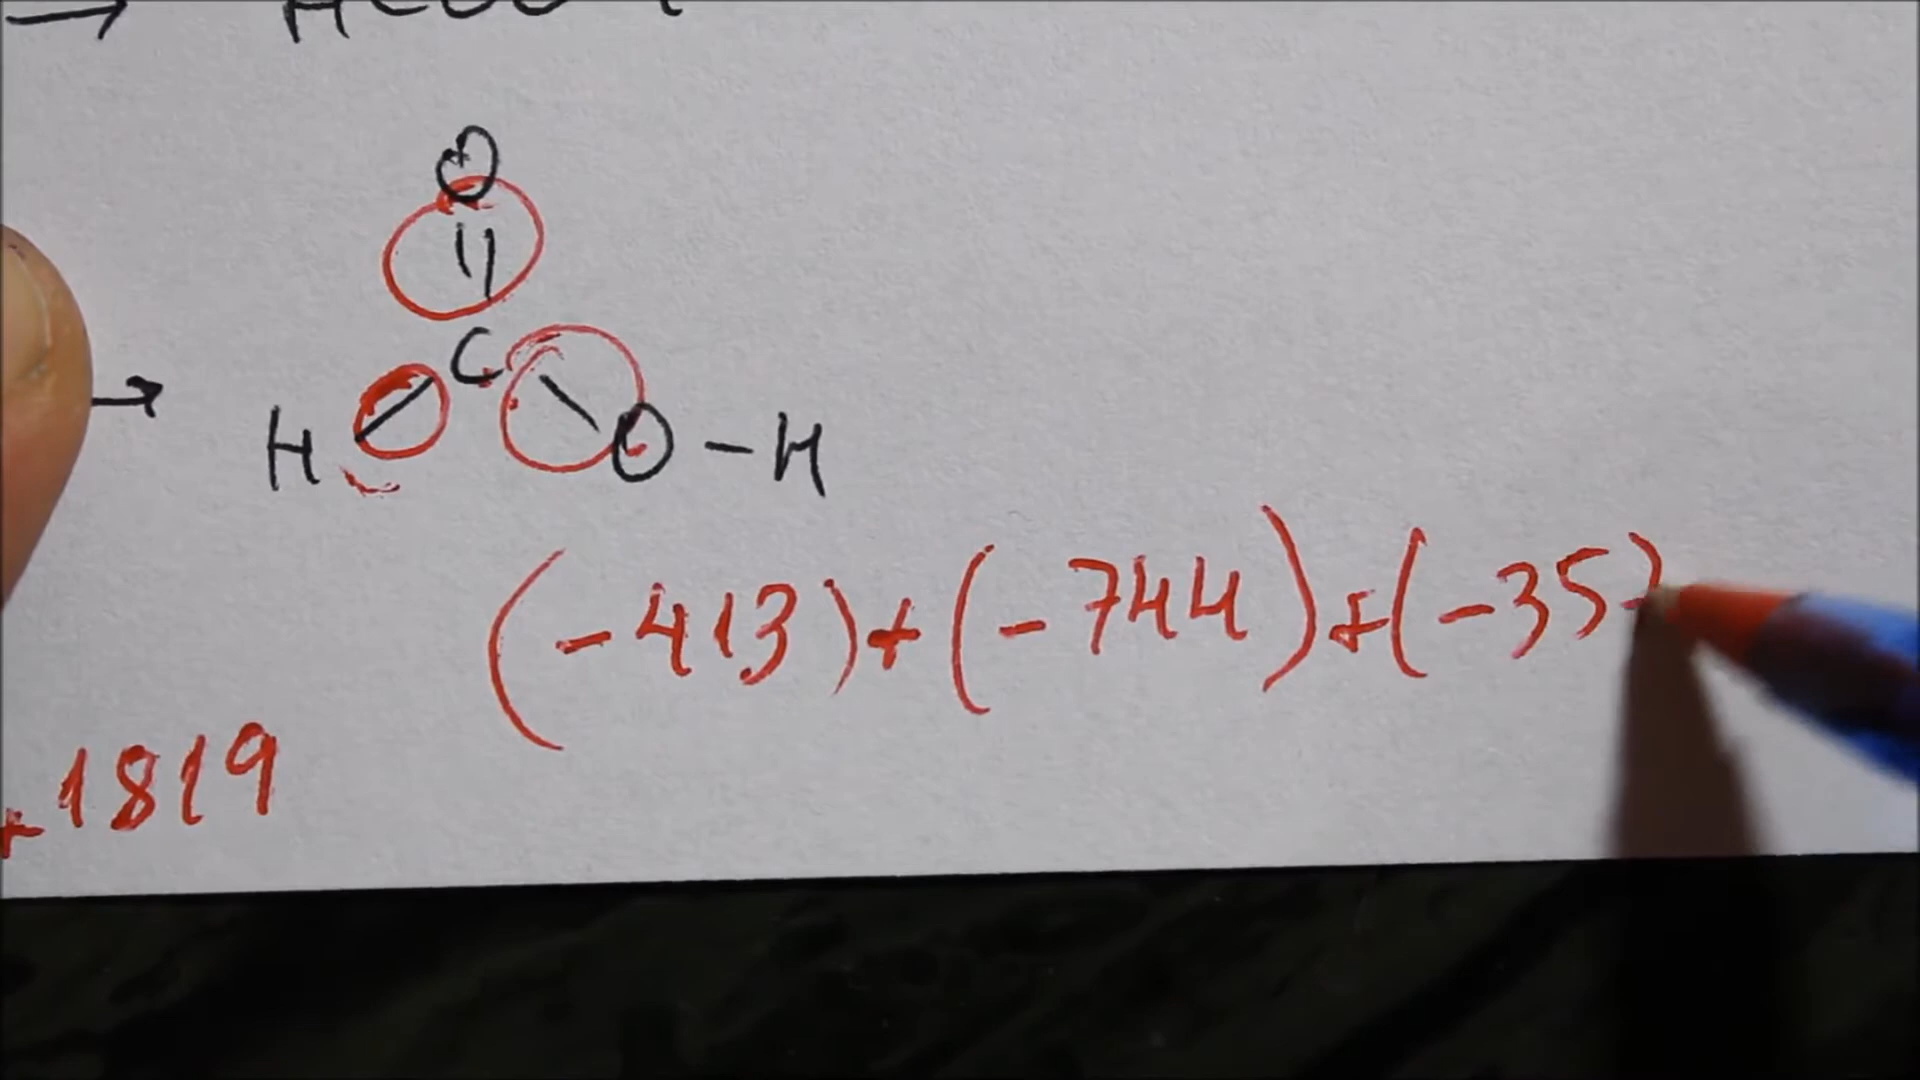 O
||
C
→ H O – H
(-413)+(-744)+(-35
+1819